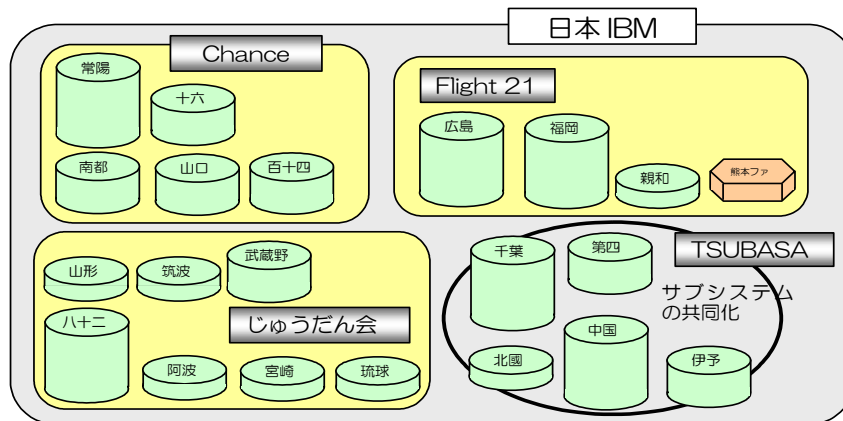 日本 IBM
Chance
常陽
十六
南都
山口
百十四
Flight 21
広島
福岡
親和
熊本ファ
じゅうだん会
山形
筑波
武蔵野
八十二
阿波
宮崎
琉球
TSUBASA
千葉
第四
サブシステム
の共同化
中国
北國
伊予